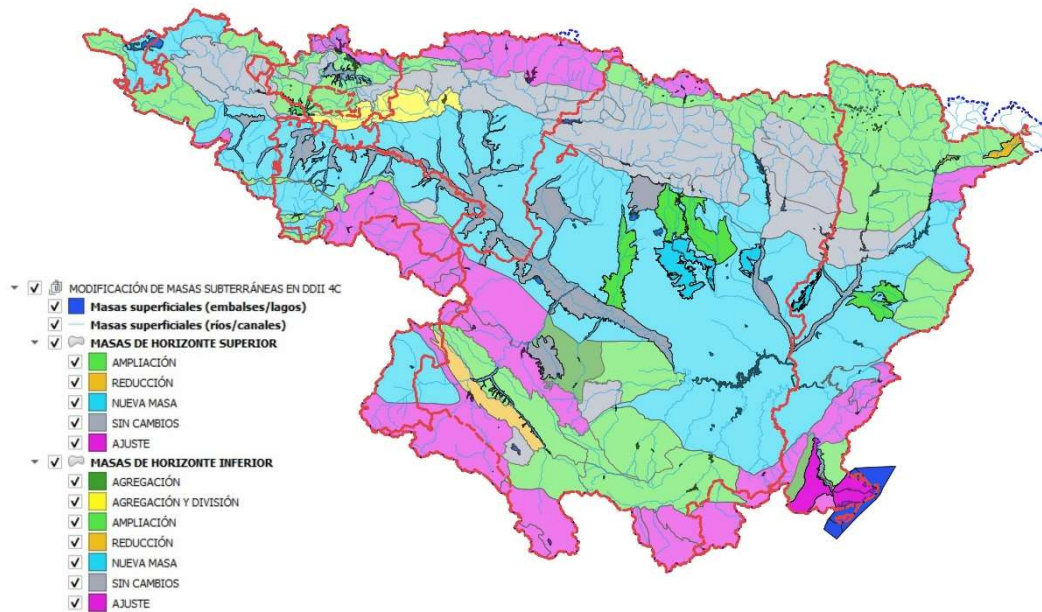 MODIFICACIÓN DE MASAS SUBTERRÁNEAS EN DDII 4C
Masas superficiales (embalses/lagos)
Masas superficiales (ríos/canales)
MASAS DE HORIZONTE SUPERIOR
AMPLIACIÓN
REDUCCIÓN
NUEVA MASA
SIN CAMBIOS
AJUSTE
MASAS DE HORIZONTE INFERIOR
AGREGACIÓN
AGREGACIÓN Y DIVISIÓN
AMPLIACIÓN
REDUCCIÓN
NUEVA MASA
SIN CAMBIOS
AJUSTE